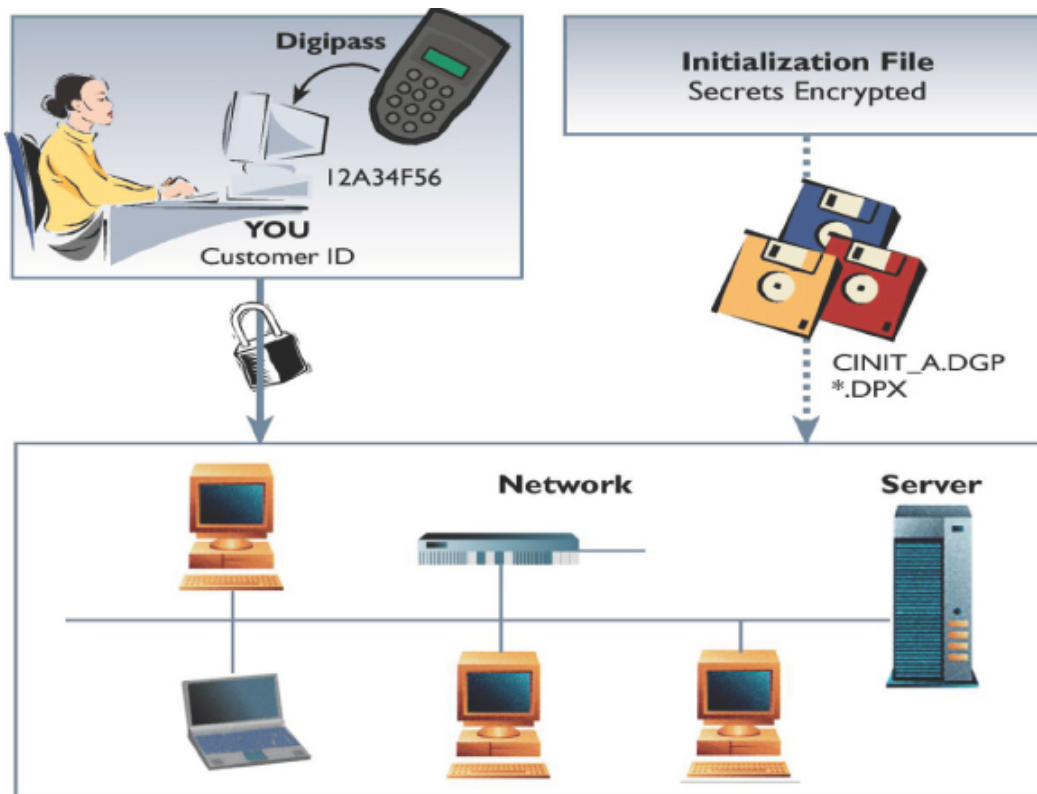 Digipass
12A34F56
YOU
Customer ID
Initialization File
Secrets Encrypted
CINIT_A.DGP
*.DPX
Network
Server